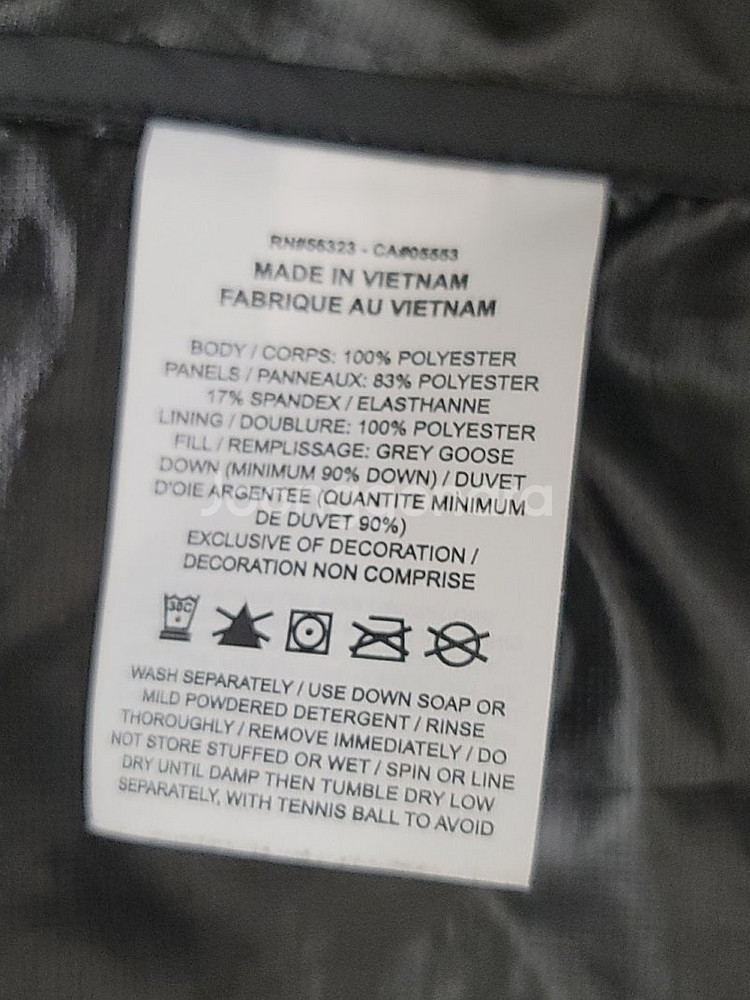 RN#56323 - CA#05553
MADE IN VIETNAM
FABRIQUE AU VIETNAM
BODY / CORPS: 100% POLYESTER
PANELS / PANNEAUX: 83% POLYESTER
17% SPANDEX / ELASTHANNE
LINING / DOUBLURE: 100% POLYESTER
FILL / REMPLISSAGE: GREY GOOSE
DOWN (MINIMUM 90% DOWN) / DUVET
D'OIE ARGENTEE (QUANTITE MINIMUM
DE DUVET 90%)
EXCLUSIVE OF DECORATION /
DECORATION NON COMPRISE
30C
WASH SEPARATELY / USE DOWN SOAP OR
MILD POWDERED DETERGENT / RINSE
THOROUGHLY / REMOVE IMMEDIATELY / DO
NOT STORE STUFFED OR WET / SPIN OR LINE
DRY UNTIL DAMP THEN TUMBLE DRY LOW
SEPARATELY, WITH TENNIS BALL TO AVOID
Joonggonara